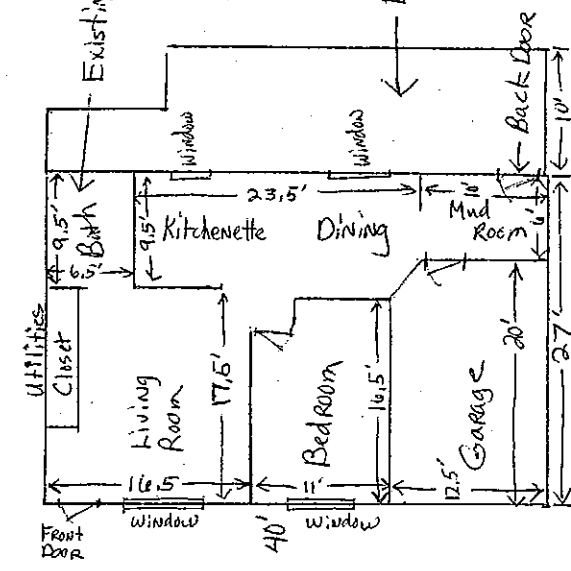 Existin
Back Door
10'
Window
Window
9.5'
Bath
6.5'
9.5'
Kitchenette
23.5'
Dining
10'
Mud
Room
6'
Utilities
Closet
Living
Room
17.5'
Bedroom
16.5'
Garage
20'
27'
16.5
11'
12.5'
Front
Door
Window
40'
Window